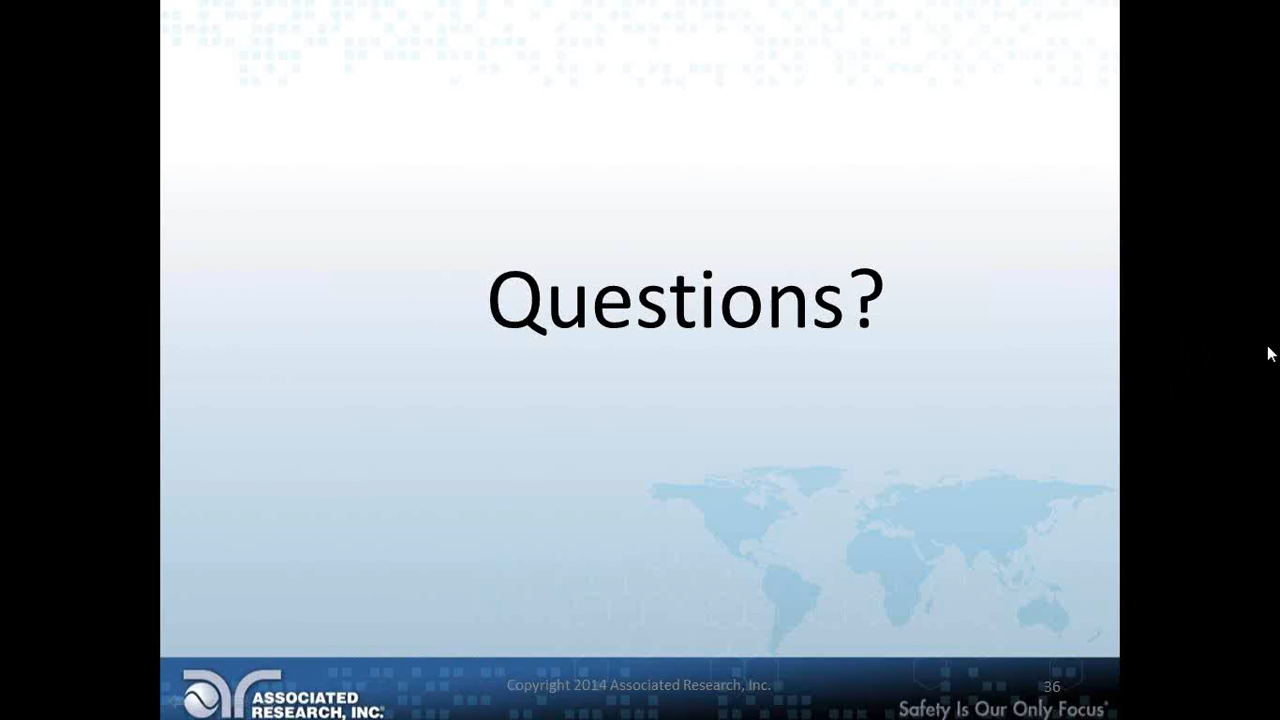 Questions?
Copyright 2014 Associated Research, Inc.
36
ASSOCIATED
RESEARCH, INC.®
Safety Is Our Only Focus®